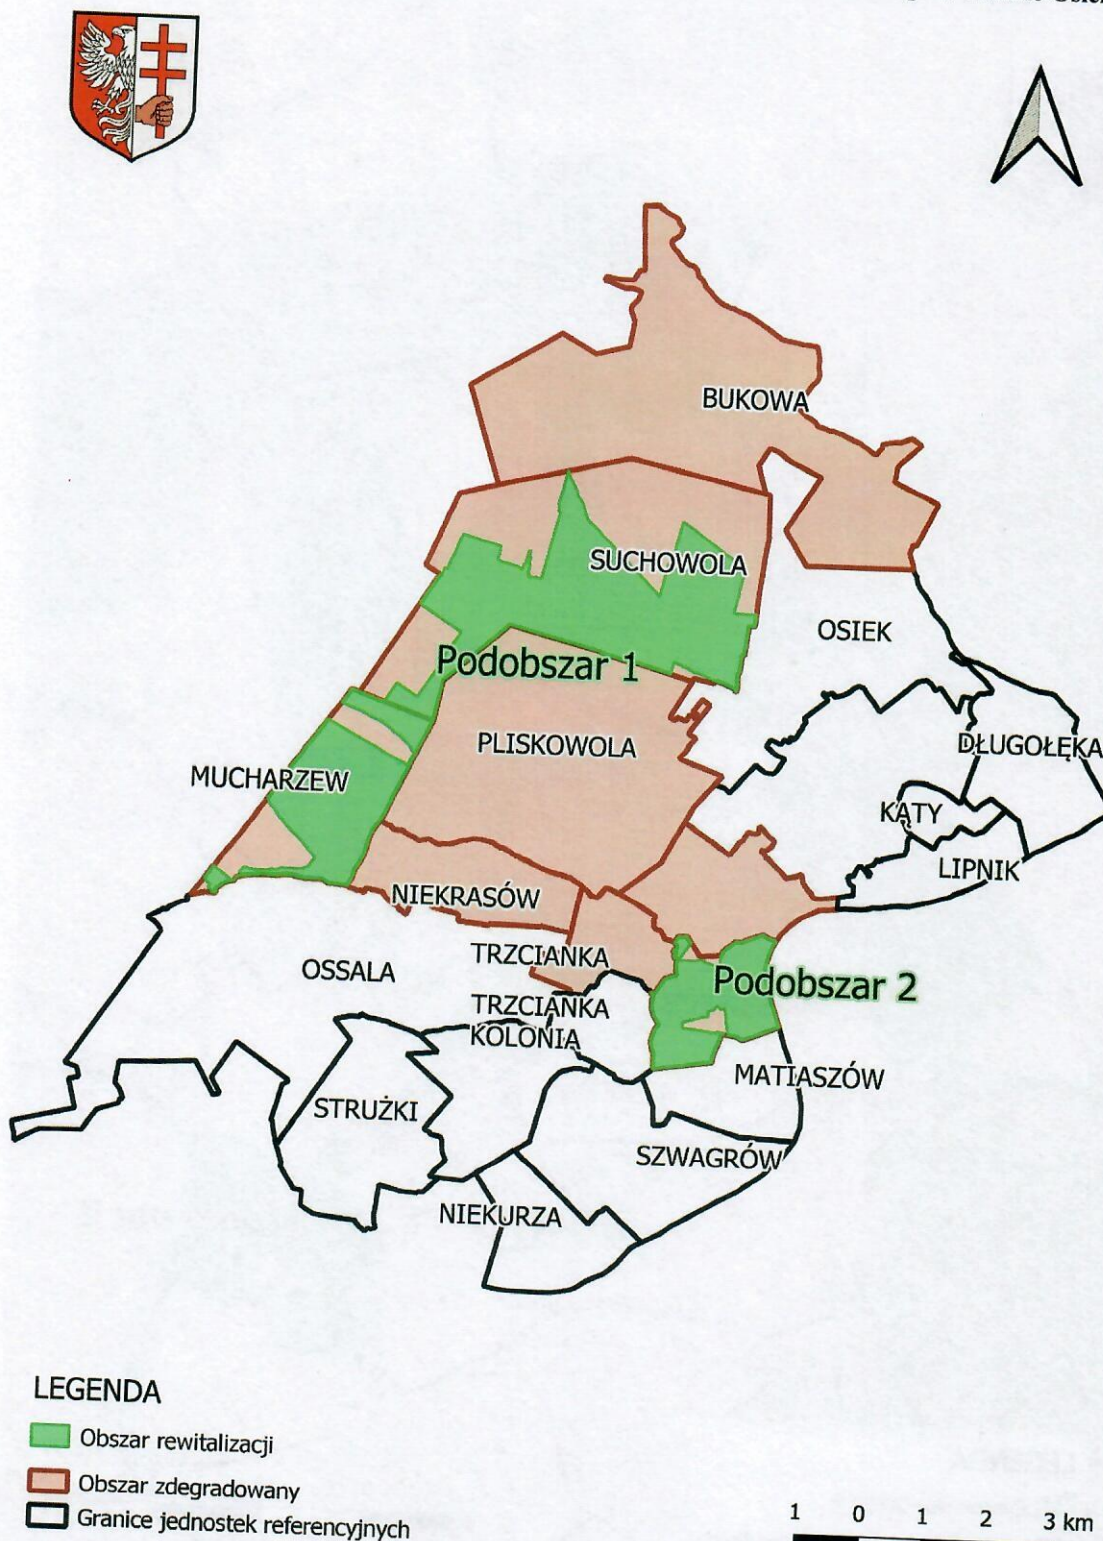 BUKOWA
SUCHOWOLA
OSIEK
Podobszar 1
PLISKOWOLA
DŁUGOŁĘKA
MUCHARZEW
KĄTY
LIPNIK
NIEKRASÓW
TRZCIANKA
OSSALA
Podobszar 2
TRZCIANKA
KOLONIA
MATIASZÓW
STRUŻKI
SZWAGRÓW
NIEKURZA
LEGENDA
Obszar rewitalizacji
Obszar zdegradowany
Granice jednostek referencyjnych
1 0 1 2 3 km